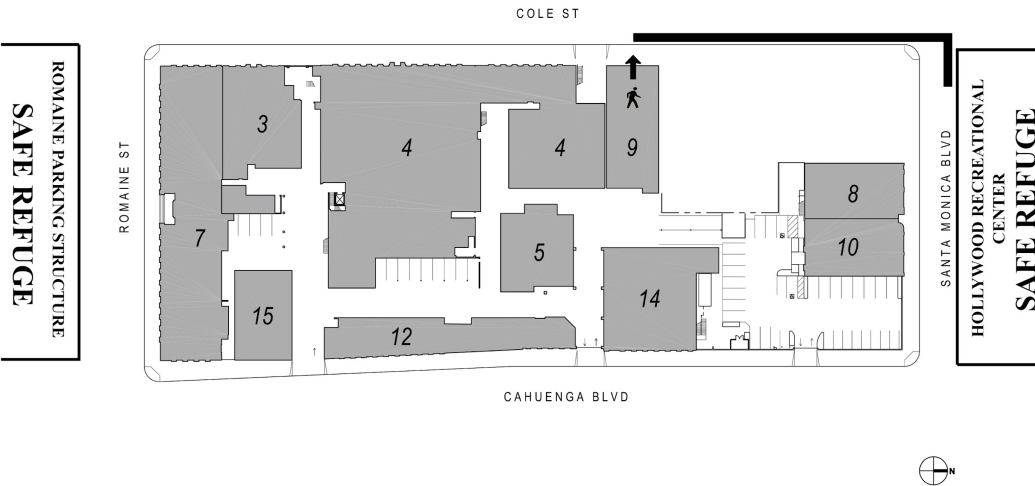 COLE ST
ROMAINE PARKING STRUCTURE
SAFE REFUGE
ROMAINE ST
3
4
4
9
7
5
8
10
15
12
14
SANTA MONICA BLVD
HOLLYWOOD RECREATIONAL
CENTER
SAFE REFUGE
CAHUENGA BLVD
N